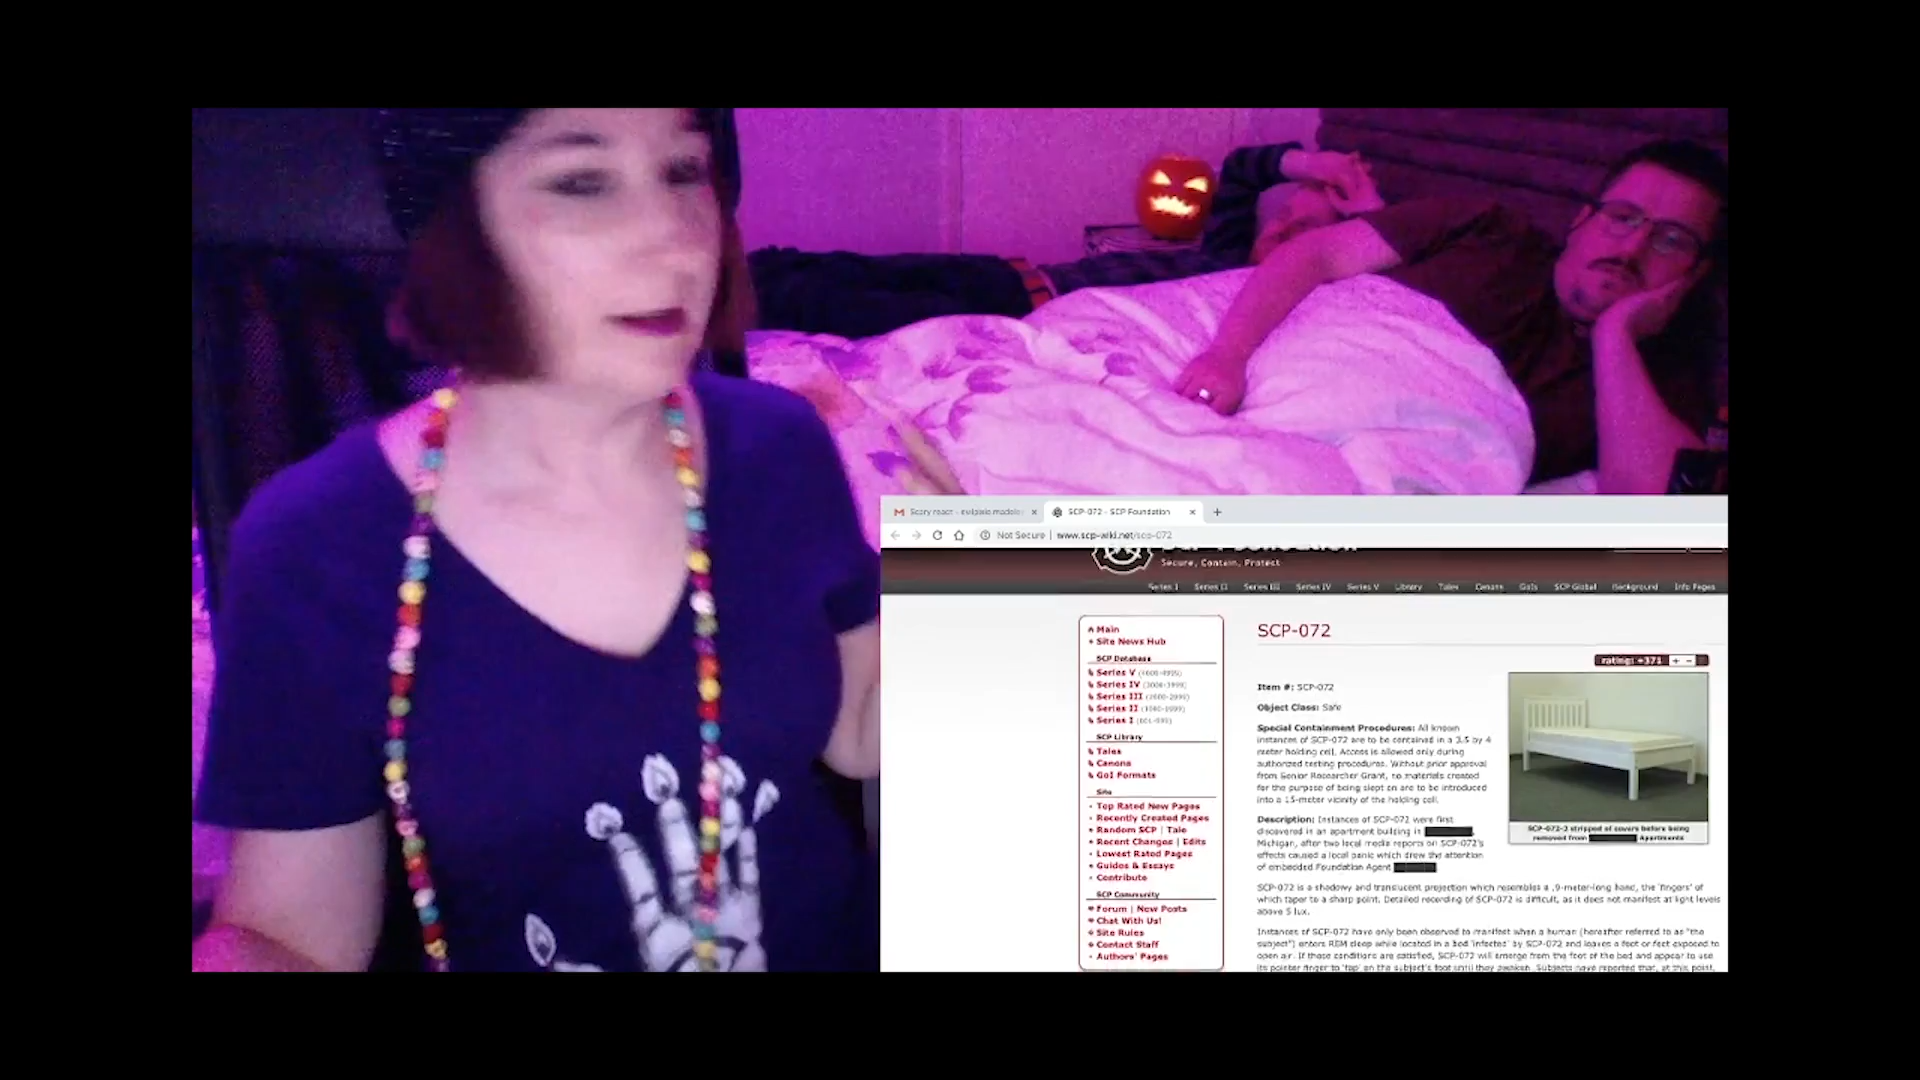 Scary react - evilpixie.madele
SCP-072 - SCP Foundation
Not Secure | www.scp-wiki.net/scp-072
Secure, Contain, Protect
Series I Series II Series III Series IV Series V Library Tales Canons GoIs SCP Global Background Info Pages
Main
Site News Hub
SCP Database
Series V (4000-4999)
Series IV (3000-3999)
Series III (2000-2999)
Series II (1000-1999)
Series I (001-999)
SCP Library
Tales
Canons
GoI Formats
Site
Top Rated New Pages
Recently Created Pages
Random SCP | Tale
Recent Changes | Edits
Lowest Rated Pages
Guides & Essays
Contribute
SCP Community
Forum | New Posts
Chat With Us!
Site Rules
Contact Staff
Authors' Pages
SCP-072
rating: +371 + −
Item #: SCP-072
Object Class: Safe
Special Containment Procedures: All known
instances of SCP-072 are to be contained in a 3.5 by 4
meter holding cell. Access is allowed only during
authorized testing procedures. Without prior approval
from Senior Researcher Grant, no materials created
for the purpose of being slept on are to be introduced
into a 15-meter vicinity of the holding cell.
SCP-072-2 stripped of covers before being
removed from Apartments
Description: Instances of SCP-072 were first
discovered in an apartment building in ,
Michigan, after two local media reports on SCP-072's
effects caused a local panic which drew the attention
of embedded Foundation Agent
SCP-072 is a shadowy and translucent projection which resembles a .9-meter-long hand, the 'fingers' of
which taper to a sharp point. Detailed recording of SCP-072 is difficult, as it does not manifest at light levels
above 5 lux.
Instances of SCP-072 have only been observed to manifest when a human (hereafter referred to as "the
subject") enters REM sleep while located in a bed 'infected' by SCP-072 and leaves a foot or feet exposed to
open air. If these conditions are satisfied, SCP-072 will emerge from the foot of the bed and appear to use
its pointer finger to 'tap' on the subject's foot until they awaken. Subjects have reported that, at this point,